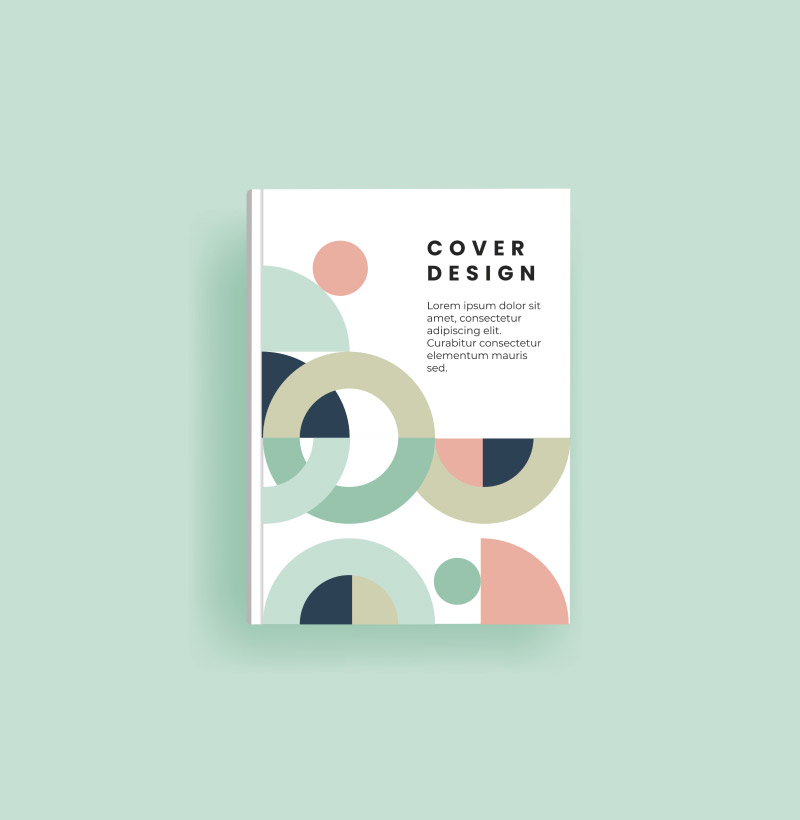 COVER
DESIGN
Lorem ipsum dolor sit
amet, consectetur
adipiscing elit.
Curabitur consectetur
elementum mauris
sed.